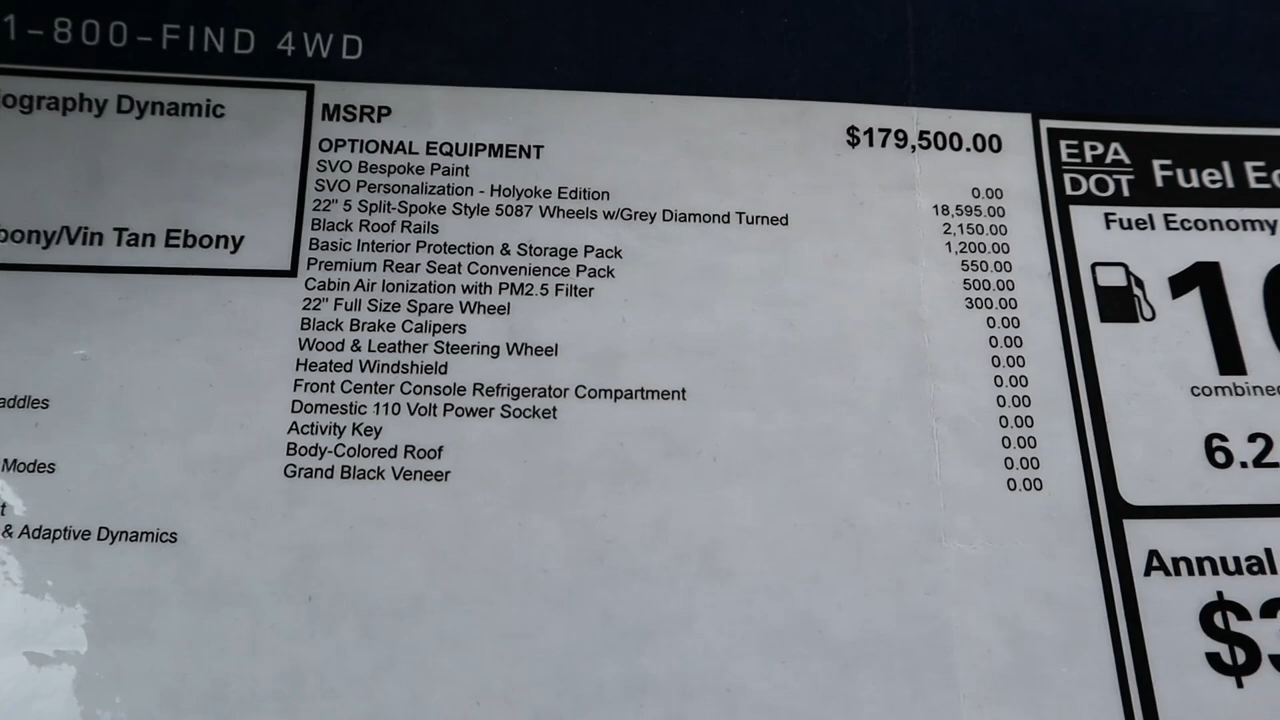 1-800-FIND 4WD
iography Dynamic
bony/Vin Tan Ebony
addles
Modes
t
& Adaptive Dynamics
MSRP $179,500.00
OPTIONAL EQUIPMENT
SVO Bespoke Paint 0.00
SVO Personalization - Holyoke Edition 18,595.00
22" 5 Split-Spoke Style 5087 Wheels w/Grey Diamond Turned 2,150.00
Black Roof Rails 1,200.00
Basic Interior Protection & Storage Pack 550.00
Premium Rear Seat Convenience Pack 500.00
Cabin Air Ionization with PM2.5 Filter 300.00
22" Full Size Spare Wheel 0.00
Black Brake Calipers 0.00
Wood & Leather Steering Wheel 0.00
Heated Windshield 0.00
Front Center Console Refrigerator Compartment 0.00
Domestic 110 Volt Power Socket 0.00
Activity Key 0.00
Body-Colored Roof 0.00
Grand Black Veneer 0.00
EPA
DOT
Fuel Ec
Fuel Economy
1
combined
6.2
Annual
$